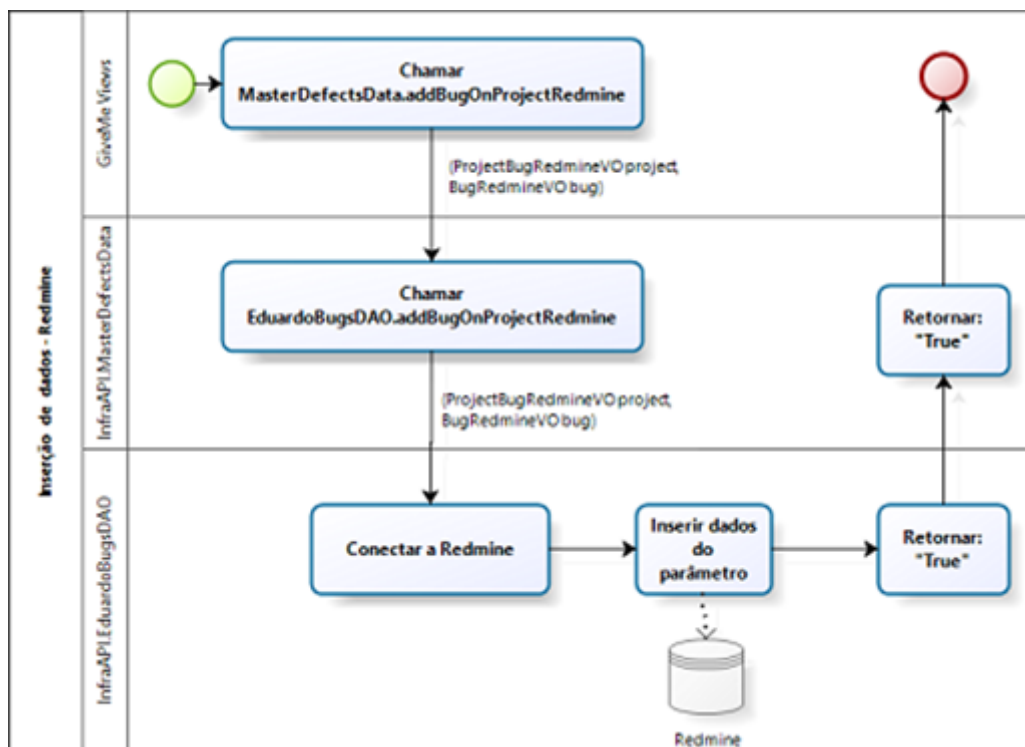 Inserção de dados - Redmine
GiveMe Views
Chamar
MasterDefectsData.addBugOnProjectRedmine
(ProjectBugRedmineVO project,
BugRedmineVO bug)
InfraAPI.MasterDefectsData
Chamar
EduardoBugsDAO.addBugOnProjectRedmine
(ProjectBugRedmineVO project,
BugRedmineVO bug)
Retornar:
"True"
InfraAPI.EduardoBugsDAO
Conectar a Redmine
Inserir dados
do
parâmetro
Retornar:
"True"
Redmine